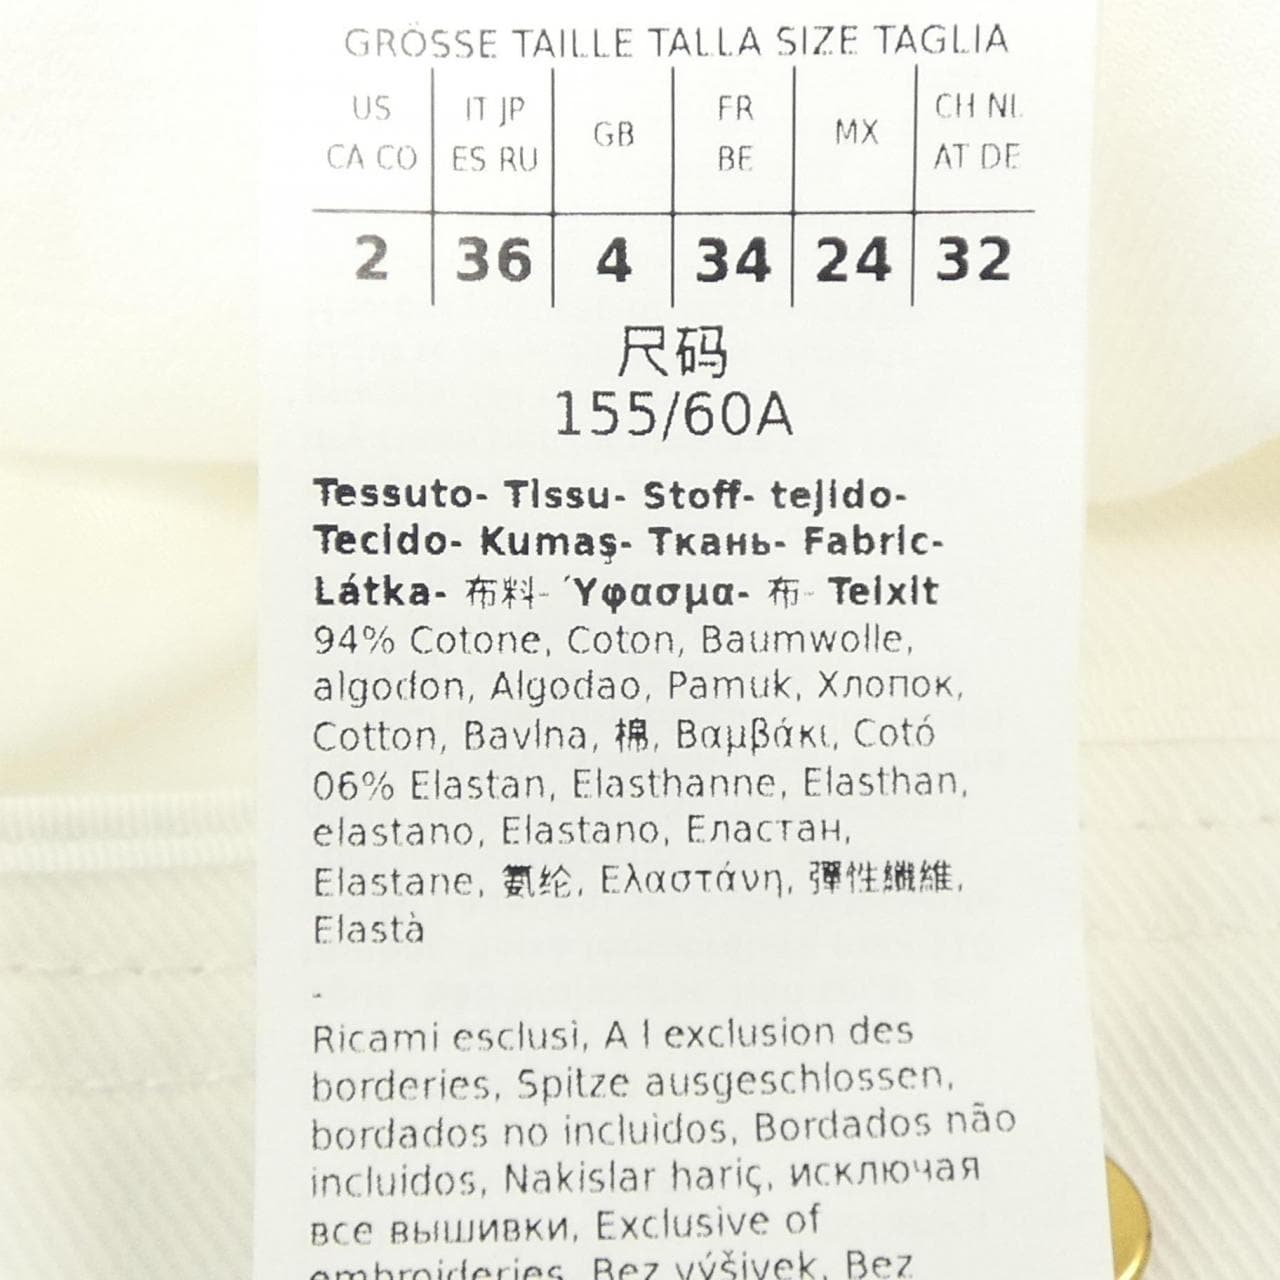 GRÖSSE TAILLE TALLA SIZE TAGLIA
US IT JP GB FR MX CH NL
CA CO ES RU BE AT DE
2 36 4 34 24 32
尺码
155/60A
Tessuto- Tissu- Stoff- tejido-
Tecido- Kumaş- Ткань- Fabric-
Látka- 布料- Ύφασμα- 布- Teixit
94% Cotone, Coton, Baumwolle,
algodon, Algodao, Pamuk, Хлопок,
Cotton, Bavlna, 棉, Βαμβάκι, Cotó
06% Elastan, Elasthanne, Elasthan,
elastano, Elastano, Еластан,
Elastane, 氨纶, Ελαστάνη, 彈性纖維,
Elastà
-
Ricami esclusi, A l exclusion des
borderies, Spitze ausgeschlossen,
bordados no incluidos, Bordados não
incluidos, Nakislar hariç, исключая
все вышивки, Exclusive of
embroideries, Bez výšivek, Bez